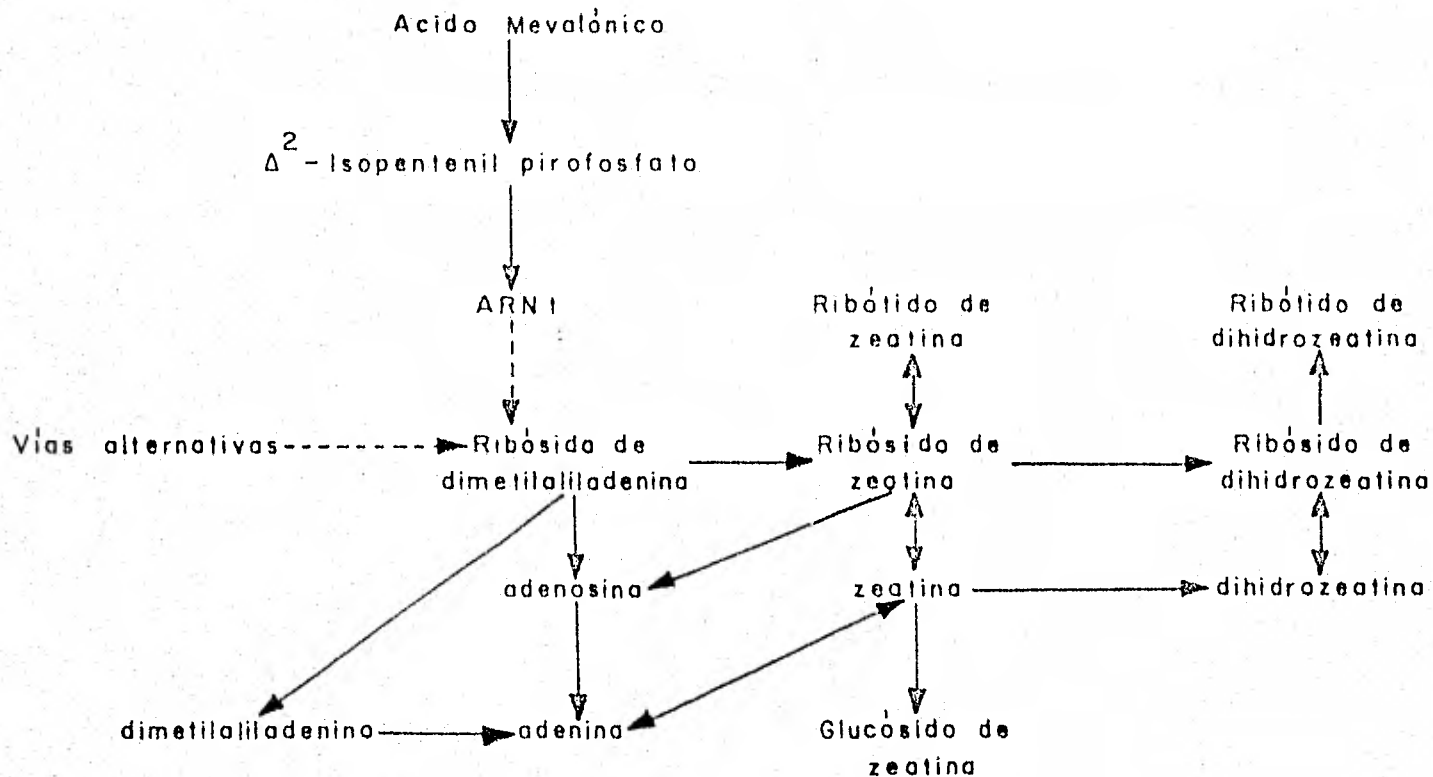 Acido Mevalónico
Δ2-Isopentenil pirofosfato
ARNt
Ribótido de
zeatina
Ribótido de
dihidrozeatina
Vías alternativas
Ribósido de
dimetilaliladenina
Ribósido de
zeatina
Ribósido de
dihidrozeatina
adenosina
zeatina
dihidrozeatina
dimetilaliladenina
adenina
Glucósido de
zeatina